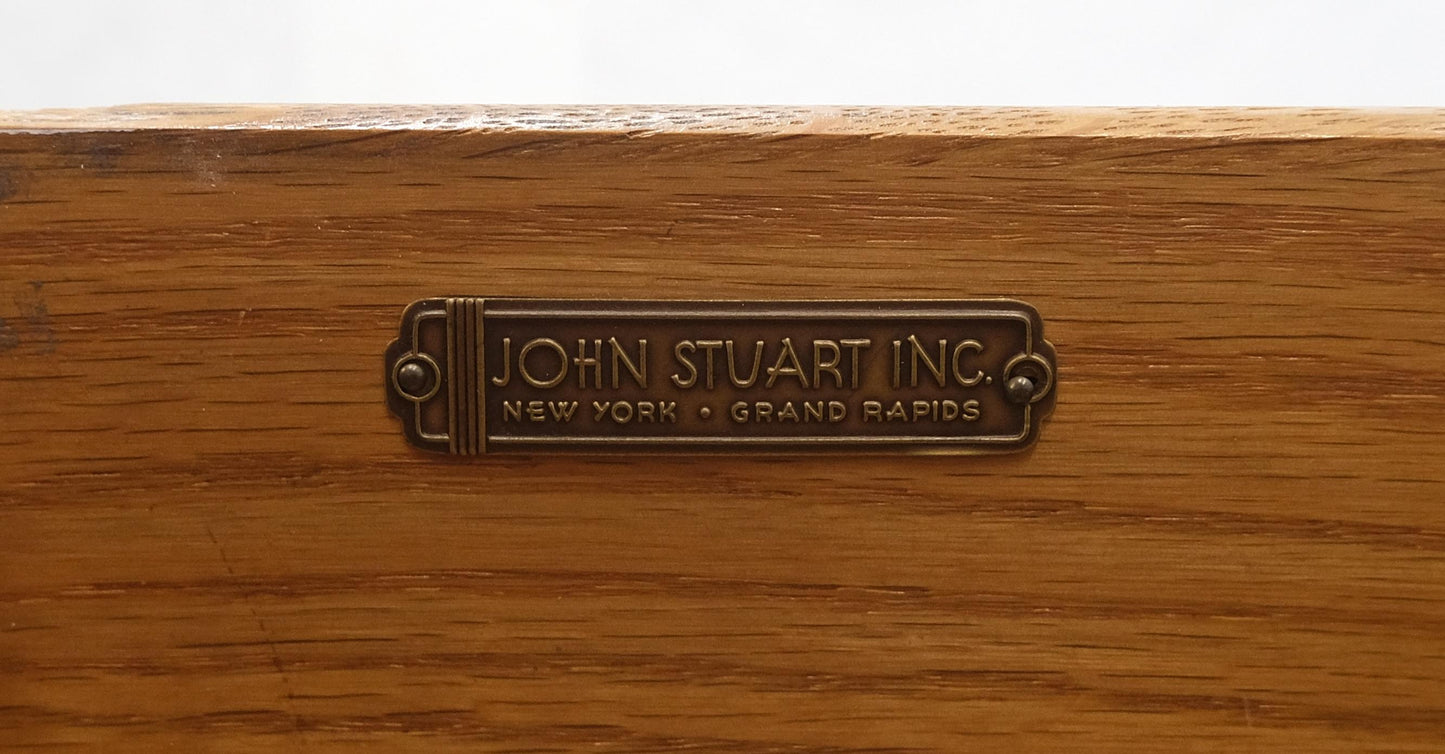 JOHN STUART INC.
NEW YORK · GRAND RAPIDS